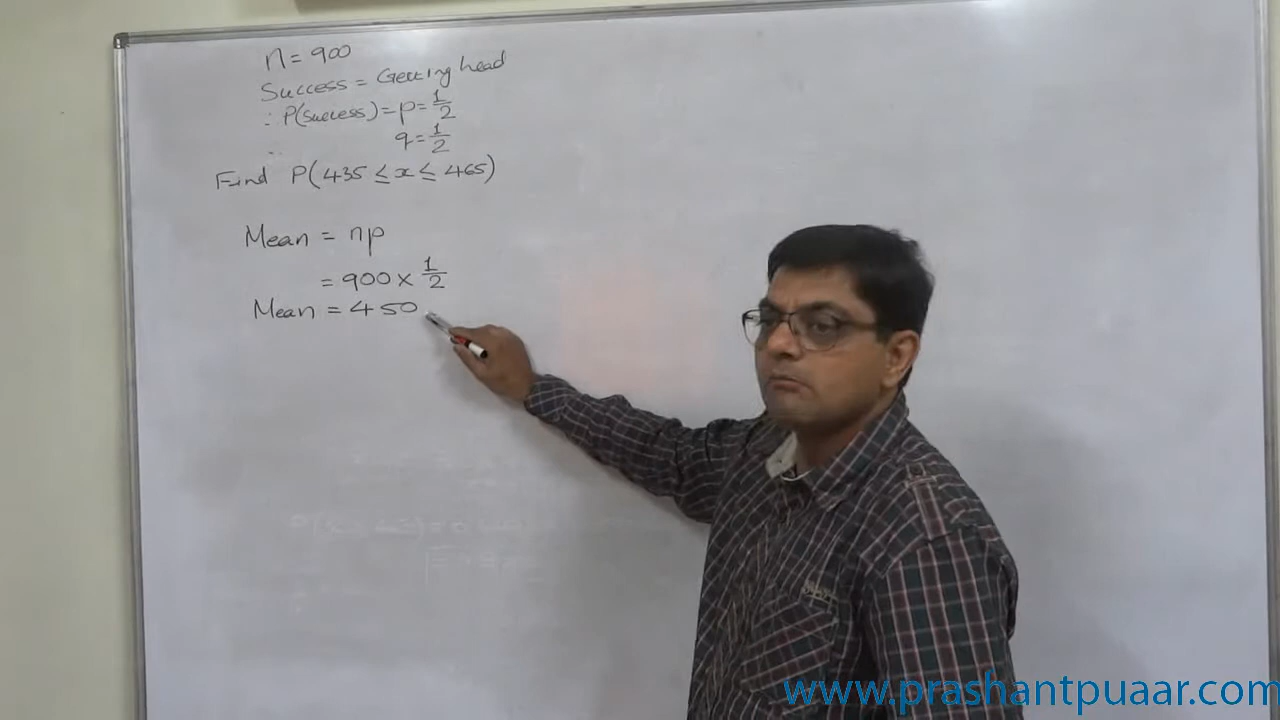 n = 900
Success = Getting head
∴ P(success) = p = 1/2
∴ q = 1/2
Find P(435 ≤ x ≤ 465)
Mean = np
= 900 × 1/2
Mean = 450
www.prashantpuaar.com